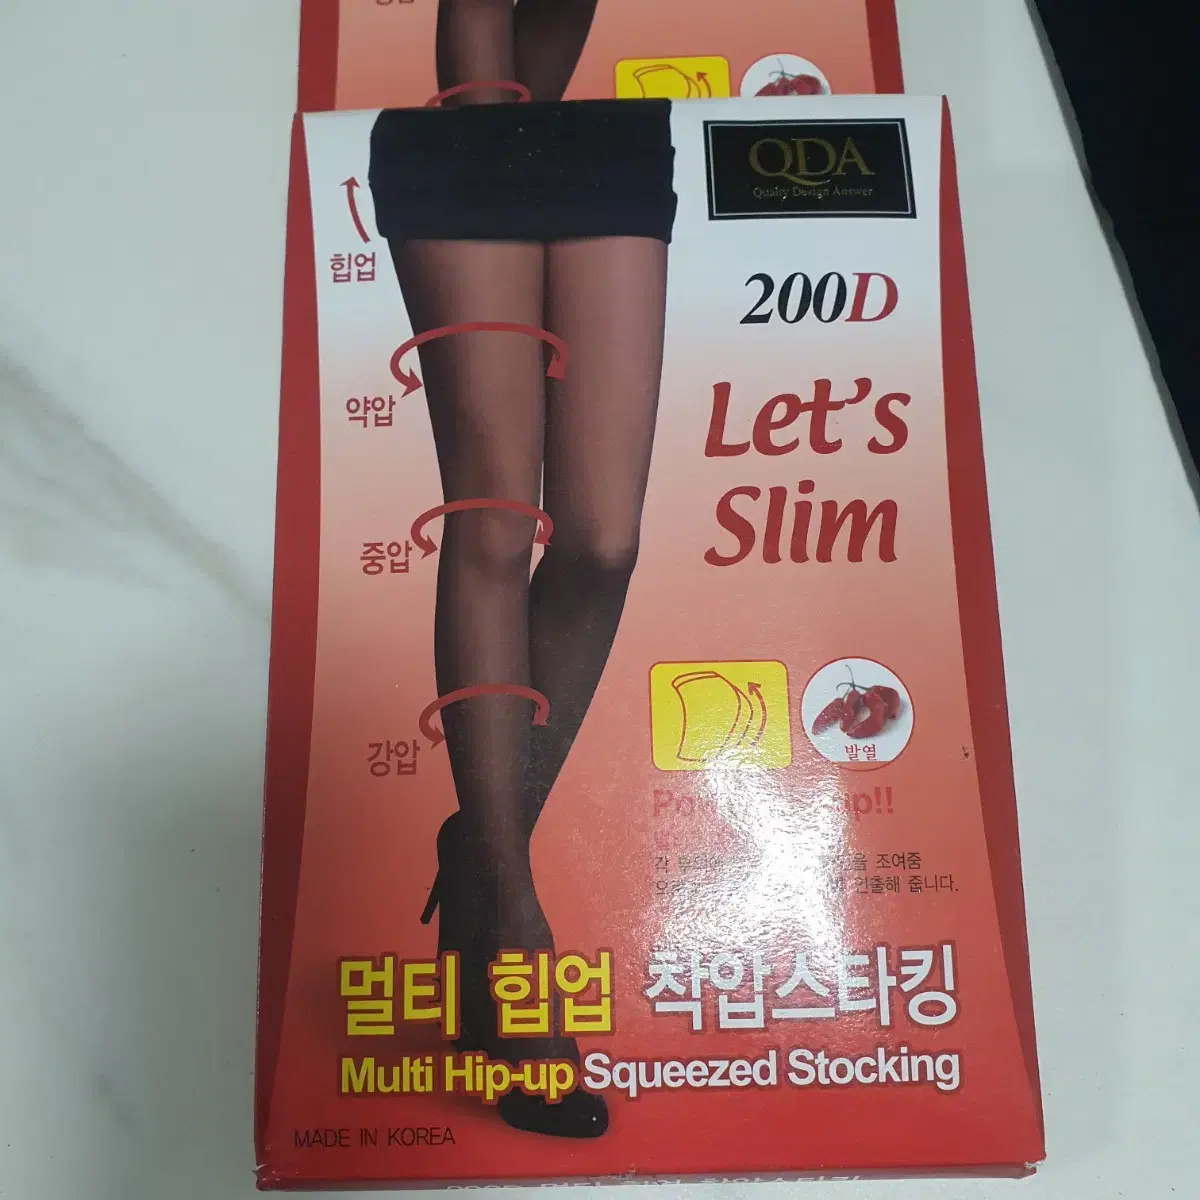 QDA
Quality Design Answer
힙업
200D
Let's
Slim
약압
중압
강압
발열
각 조여줌
연출해 줍니다.
멀티 힙업 착압스타킹
Multi Hip-up Squeezed Stocking
MADE IN KOREA